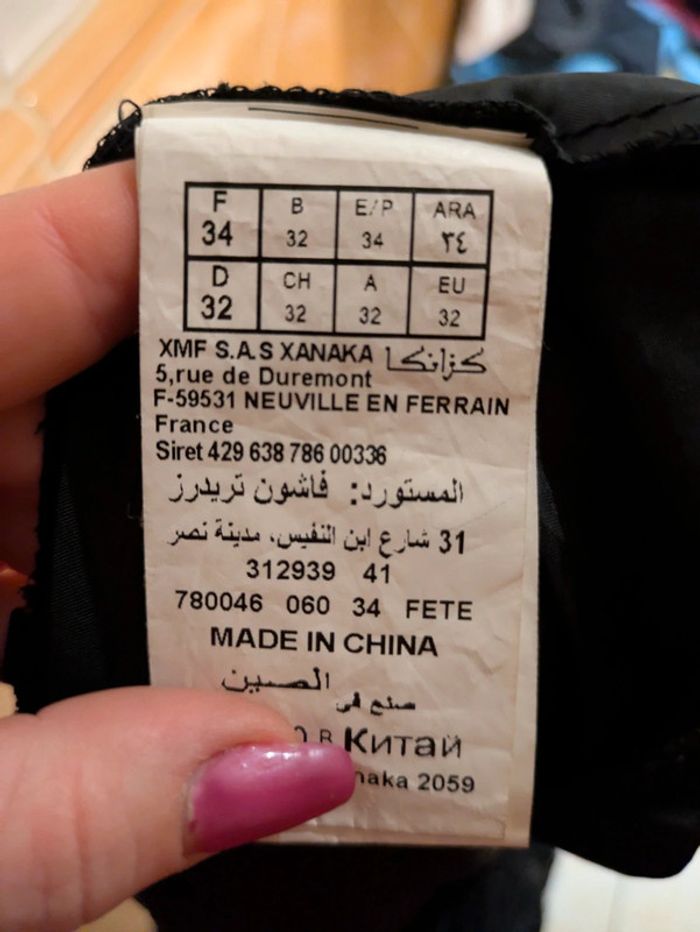 F B E/P ARA
34 32 34 ٣٤
D CH A EU
32 32 32 32
XMF S.A.S XANAKA كزانكا
5,rue de Duremont
F-59531 NEUVILLE EN FERRAIN
France
Siret 429 638 786 00336
المستورد: فاشون تريدرز
31 شارع ابن النفيس، مدينة نصر
312939 41
780046 060 34 FETE
MADE IN CHINA
الصين
صنع في
в Китай
2059